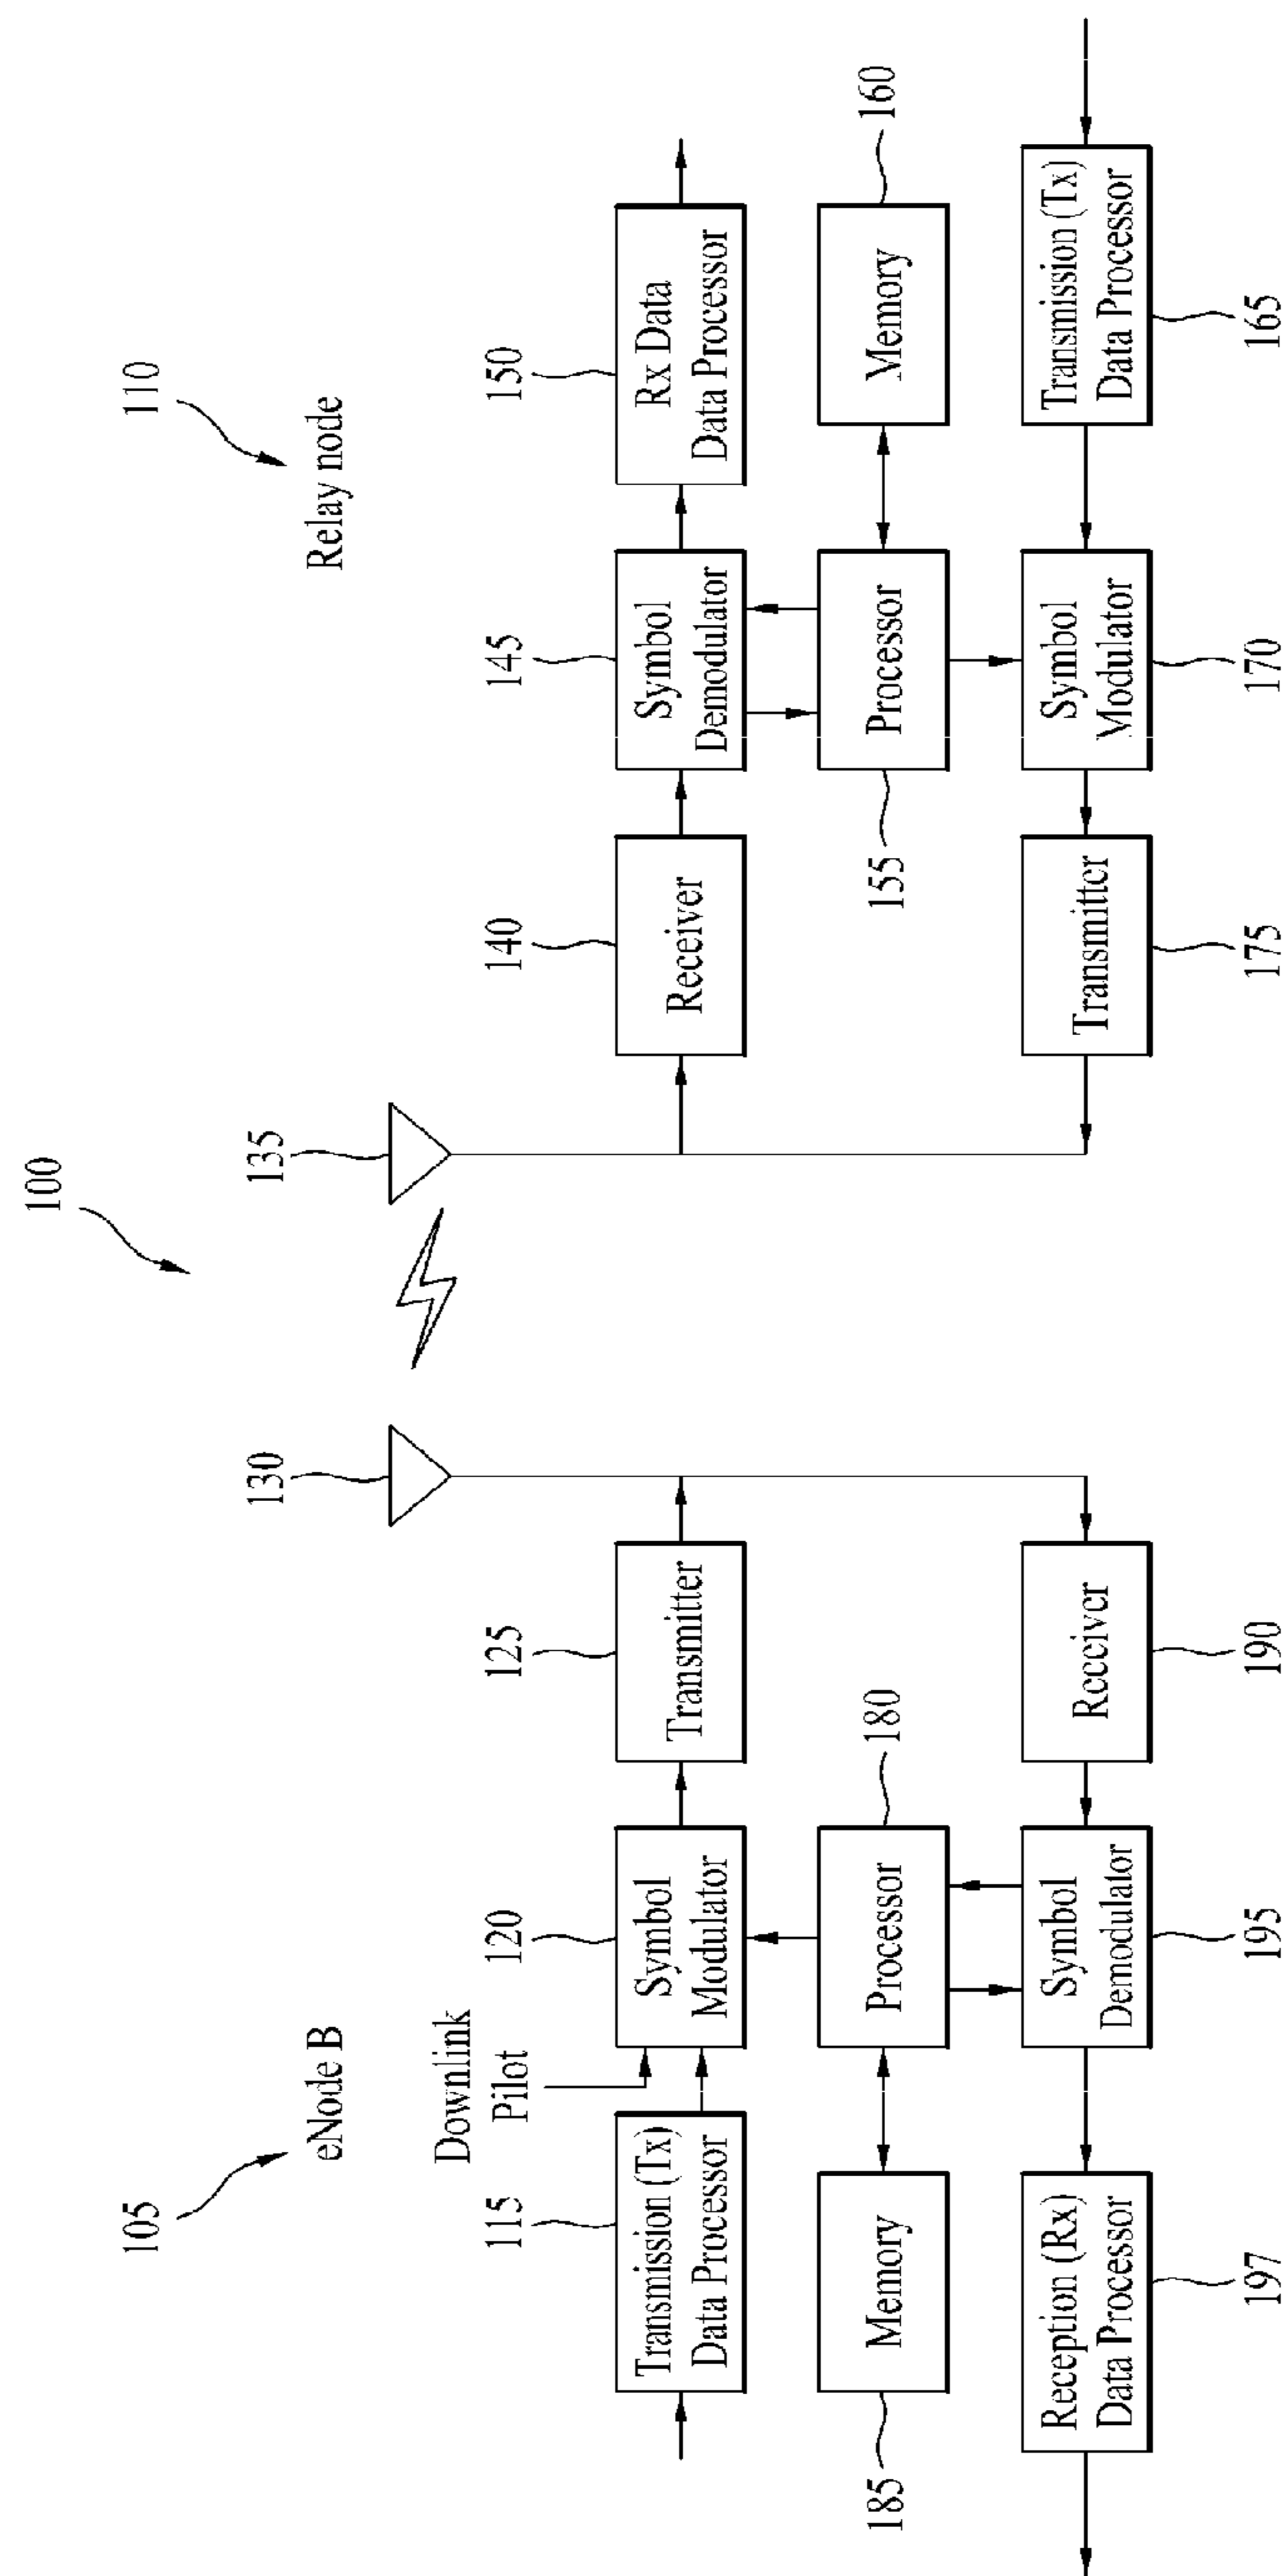 100
105
eNode B
110
Relay node
130
135
Downlink
Pilot
115
Transmission (Tx)
Data Processor
120
Symbol
Modulator
125
Transmitter
140
Receiver
145
Symbol
Demodulator
150
Rx Data
Data Processor
185
Memory
Processor
180
155
Processor
Memory
160
Reception (Rx)
Data Processor
197
Symbol
Demodulator
195
Receiver
190
Transmitter
175
Symbol
Modulator
170
Transmission (Tx)
Data Processor
165